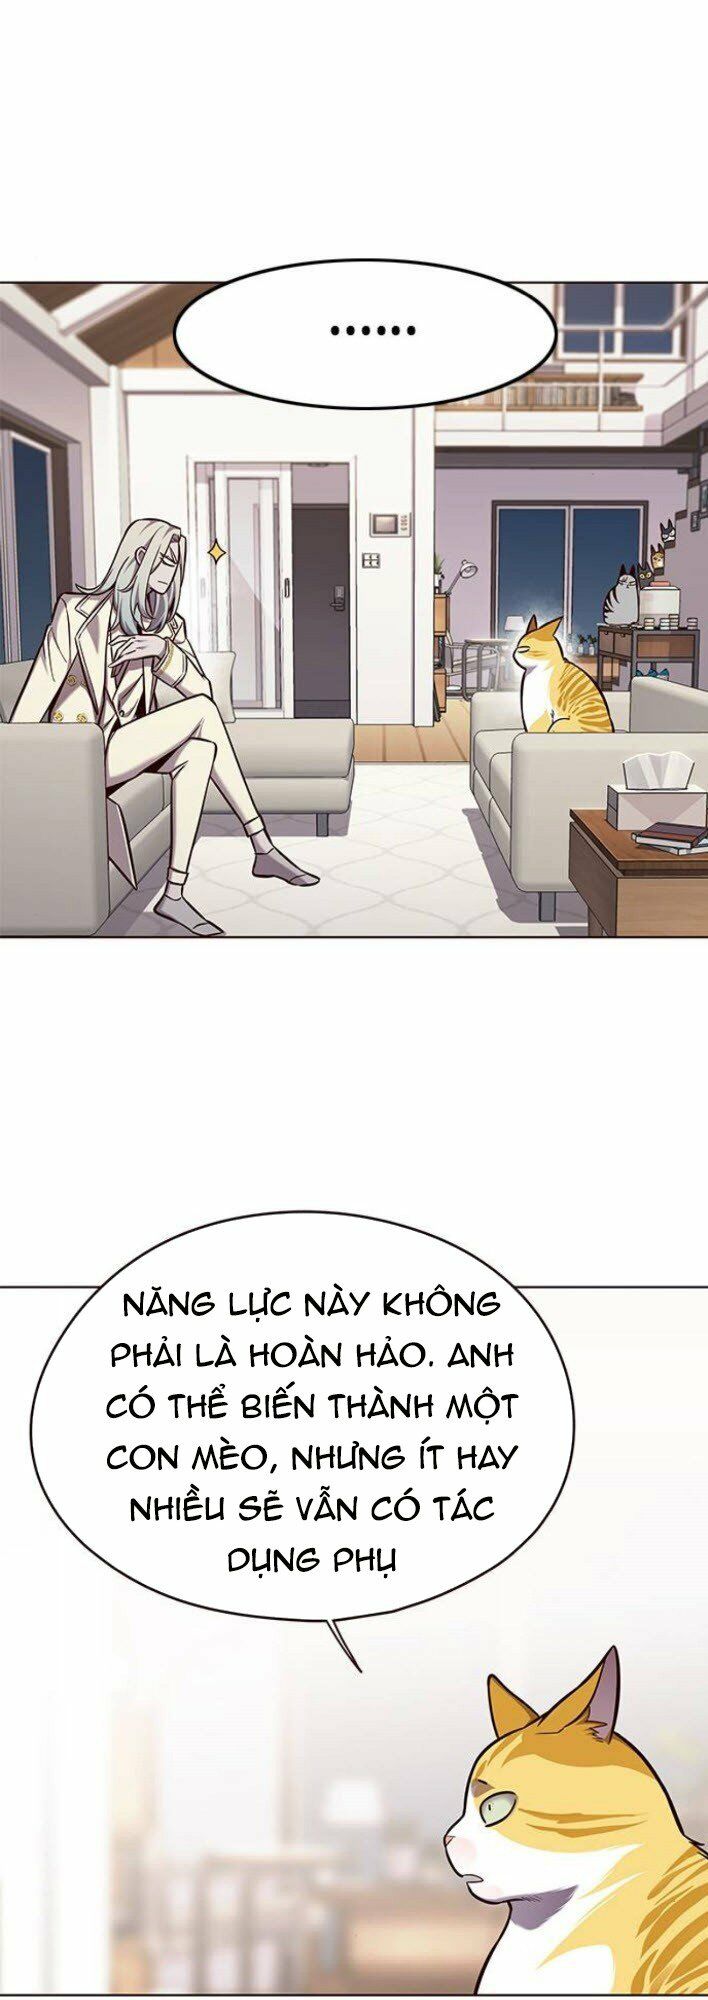 ......
NĂNG LỰC NÀY KHÔNG
PHẢI LÀ HOÀN HẢO. ANH
CÓ THỂ BIẾN THÀNH MỘT
CON MÈO, NHƯNG ÍT HAY
NHIỀU SẼ VẪN CÓ TÁC
DỤNG PHỤ